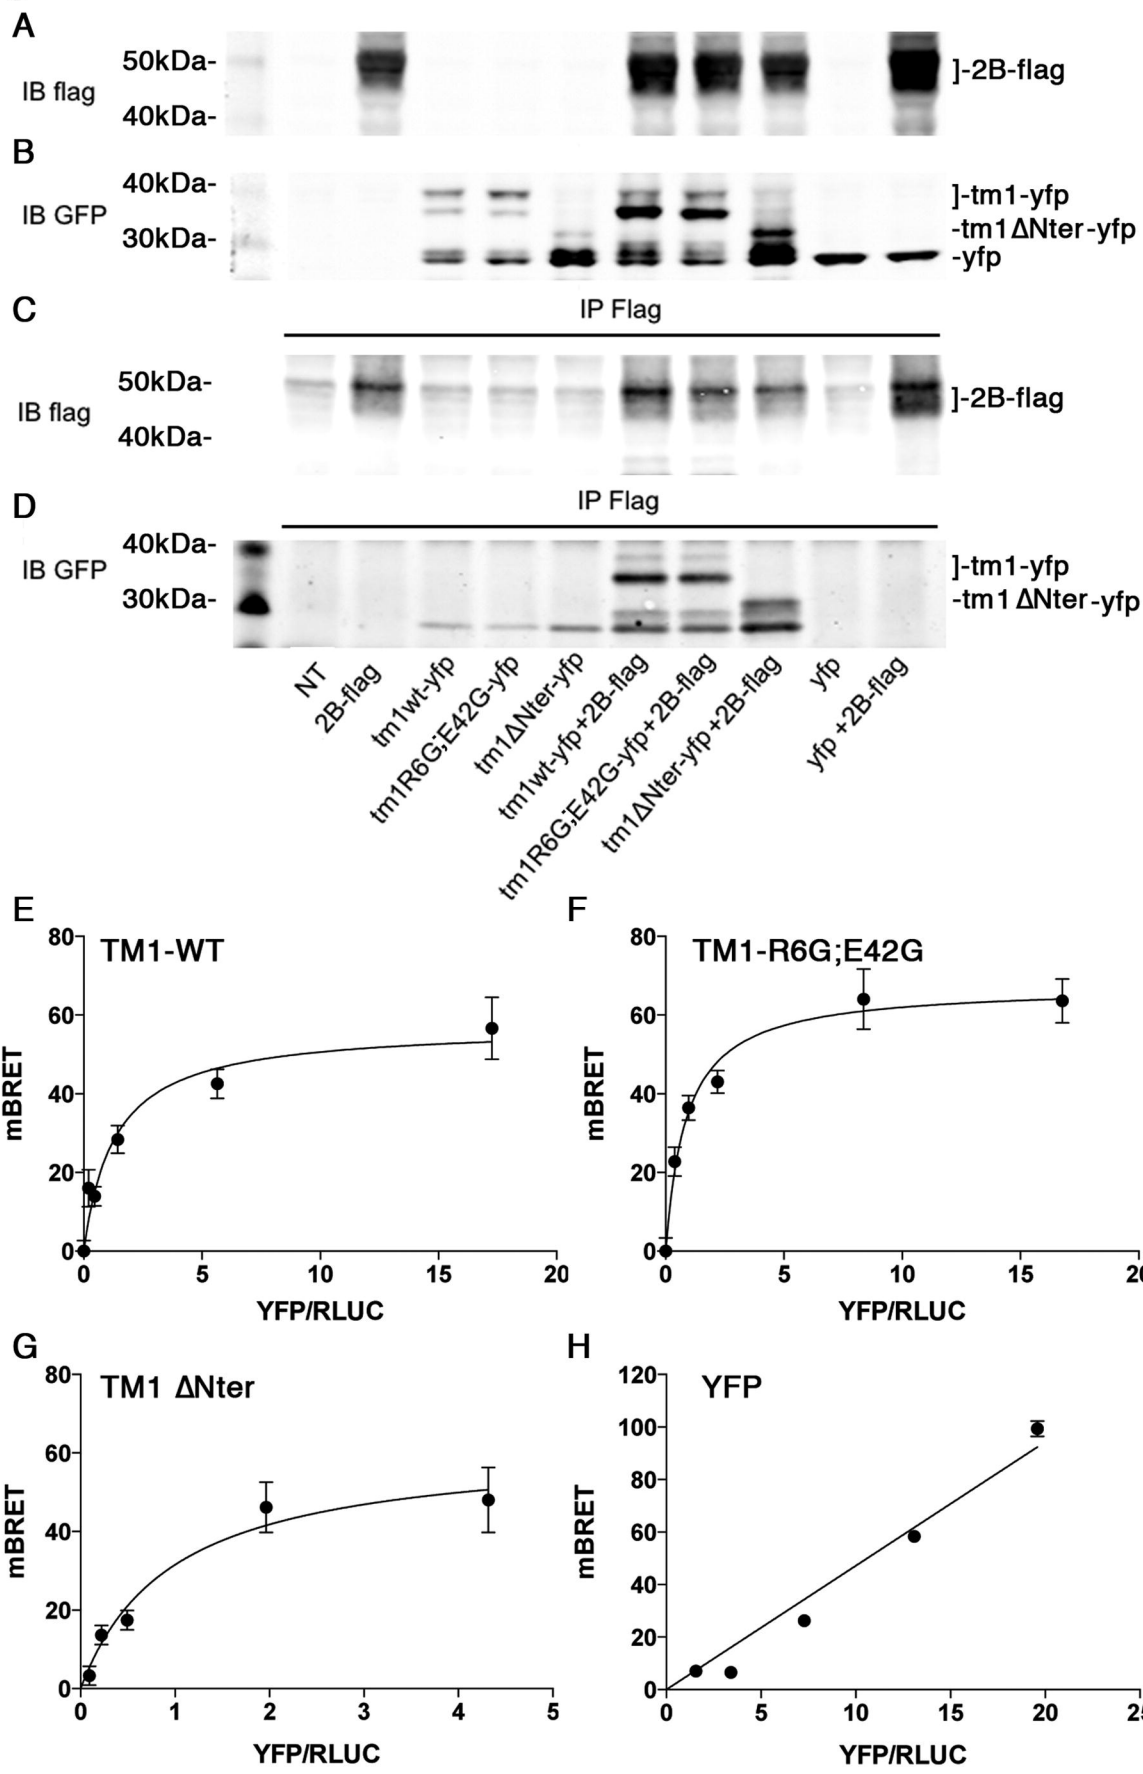 A
IB flag
50kDa-
40kDa-
]-2B-flag
B
IB GFP
40kDa-
30kDa-
]-tm1-yfp
-tm1ΔNter-yfp
-yfp
C
IP Flag
IB flag
50kDa-
40kDa-
]-2B-flag
D
IP Flag
IB GFP
40kDa-
30kDa-
]-tm1-yfp
-tm1ΔNter-yfp
NT
2B-flag
tm1wt-yfp
tm1R6G;E42G-yfp
tm1ΔNter-yfp
tm1wt-yfp+2B-flag
tm1R6G;E42G-yfp+2B-flag
tm1ΔNter-yfp+2B-flag
yfp
yfp+2B-flag
E
TM1-WT
mBRET
80
60
40
20
0
0 5 10 15 20
YFP/RLUC
F
TM1-R6G;E42G
mBRET
80
60
40
20
0
0 5 10 15 20
YFP/RLUC
G
TM1 ΔNter
mBRET
80
60
40
20
0
0 1 2 3 4 5
YFP/RLUC
H
YFP
mBRET
120
100
80
60
40
20
0
0 5 10 15 20 25
YFP/RLUC